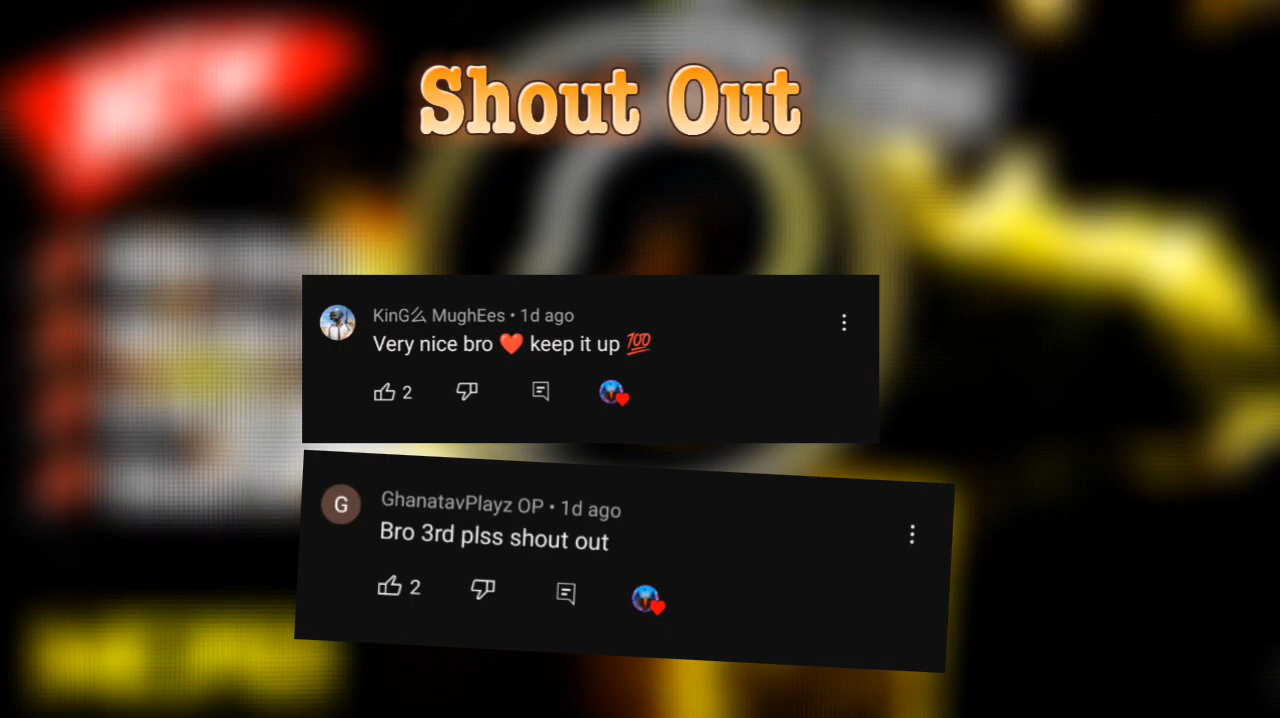 Shout Out
KinG么 MughEes • 1d ago
Very nice bro ❤️ keep it up 💯
2
G
GhanatavPlayz OP • 1d ago
Bro 3rd plss shout out
2